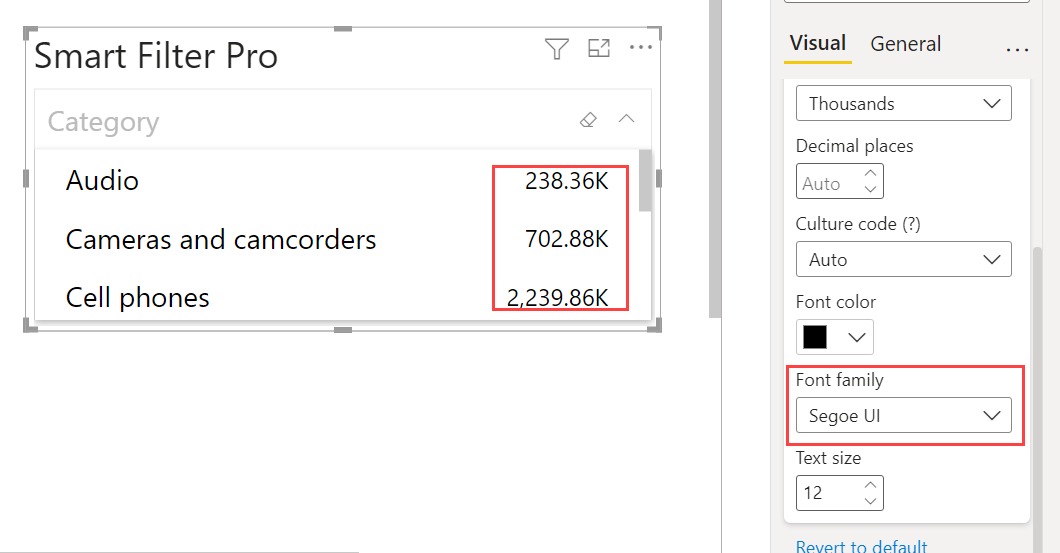 Smart Filter Pro
Category
Audio 238.36K
Cameras and camcorders 702.88K
Cell phones 2,239.86K
Visual General
Thousands
Decimal places
Auto
Culture code (?)
Auto
Font color
Font family
Segoe UI
Text size
12
Revert to default